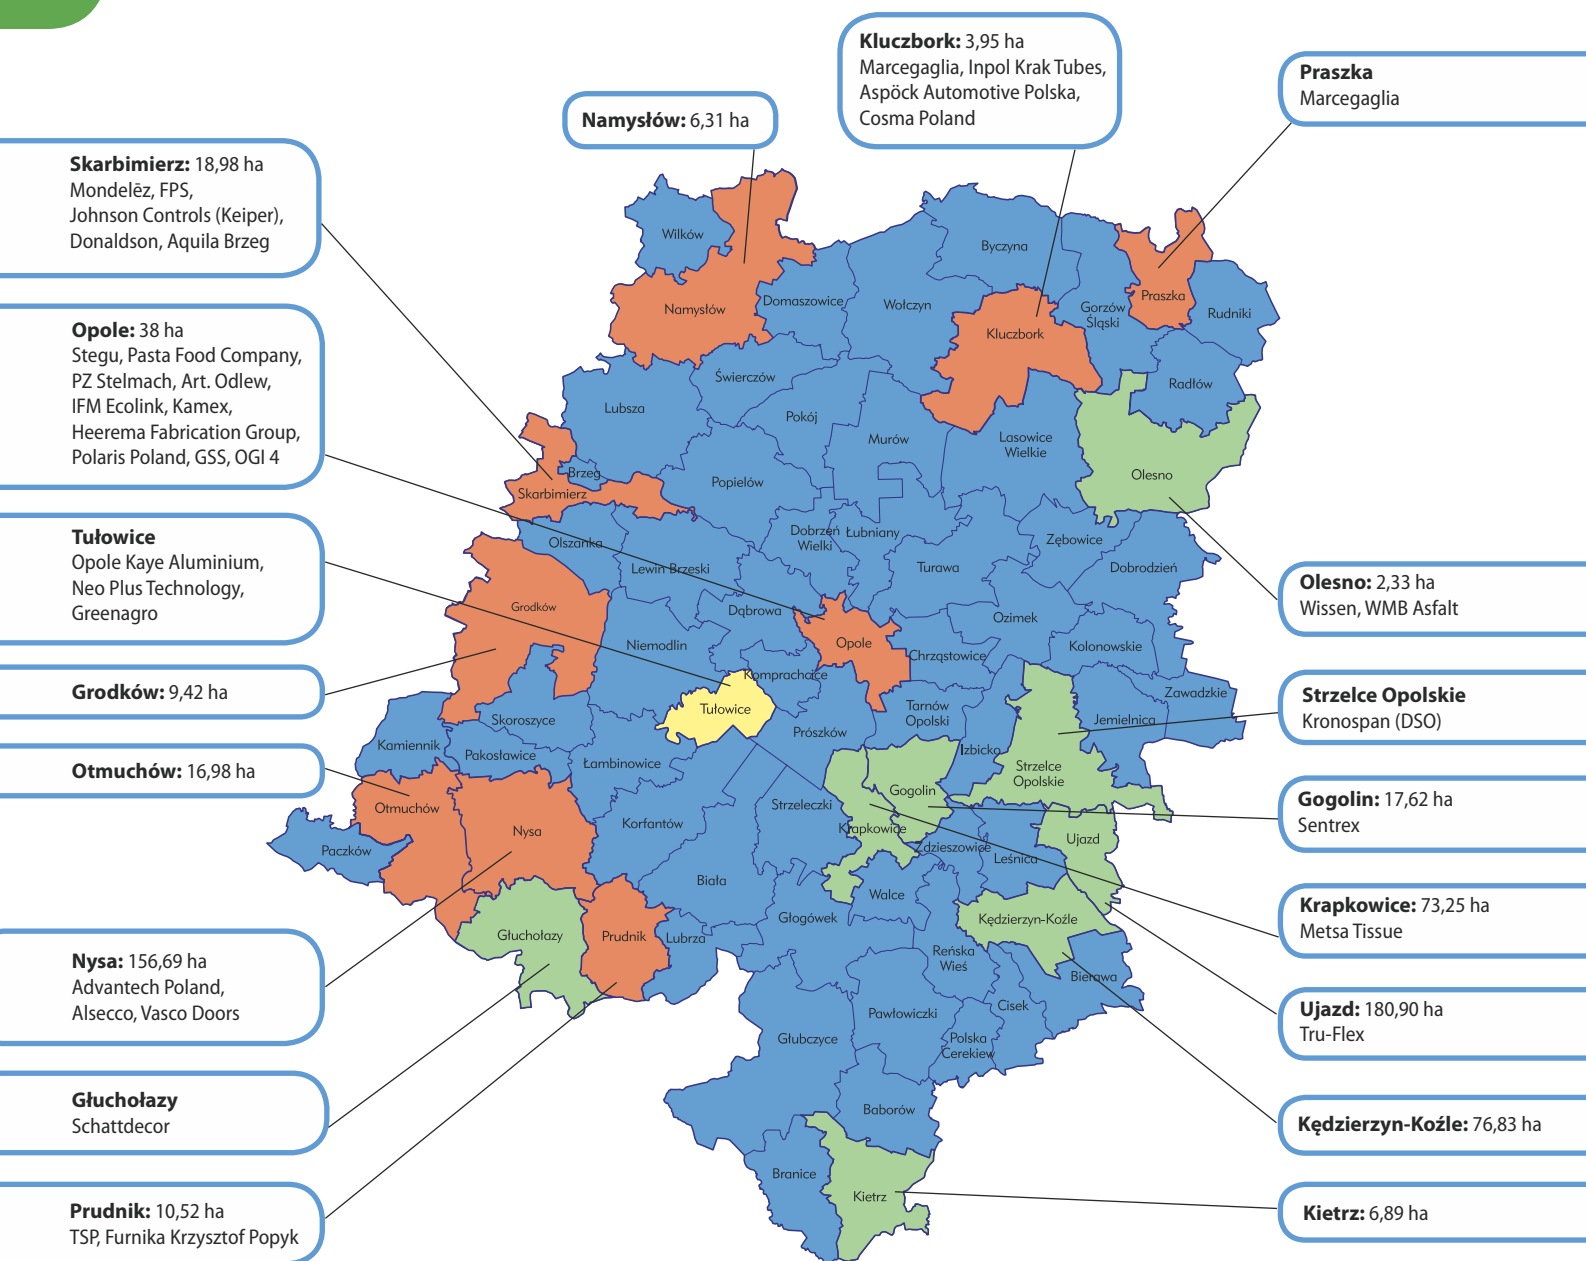 Kluczbork: 3,95 ha
Marcegaglia, Inpol Krak Tubes,
Aspöck Automotive Polska,
Cosma Poland
Praszka
Marcegaglia
Namysłów: 6,31 ha
Skarbimierz: 18,98 ha
Mondelēz, FPS,
Johnson Controls (Keiper),
Donaldson, Aquila Brzeg
Opole: 38 ha
Stegu, Pasta Food Company,
PZ Stelmach, Art. Odlew,
IFM Ecolink, Kamex,
Heerema Fabrication Group,
Polaris Poland, GSS, OGI 4
Tułowice
Opole Kaye Aluminium,
Neo Plus Technology,
Greenagro
Grodków: 9,42 ha
Otmuchów: 16,98 ha
Nysa: 156,69 ha
Advantech Poland,
Alsecco, Vasco Doors
Głuchołazy
Schattdecor
Prudnik: 10,52 ha
TSP, Furnika Krzysztof Popyk
Olesno: 2,33 ha
Wissen, WMB Asfalt
Strzelce Opolskie
Kronospan (DSO)
Gogolin: 17,62 ha
Sentrex
Krapkowice: 73,25 ha
Metsa Tissue
Ujazd: 180,90 ha
Tru-Flex
Kędzierzyn-Koźle: 76,83 ha
Kietrz: 6,89 ha
Wilków
Byczyna
Namysłów
Domaszowice
Wołczyn
Kluczbork
Gorzów
Śląski
Praszka
Rudniki
Świerczów
Radłów
Lubsza
Pokój
Murów
Lasowice
Wielkie
Olesno
Brzeg
Skarbimierz
Popielów
Olszanka
Lewin Brzeski
Dobrzeń
Wielki
Łubniany
Turawa
Zębowice
Dobrodzień
Grodków
Dąbrowa
Niemodlin
Opole
Ozimek
Chrząstowice
Kolonowskie
Komprachcice
Zawadzkie
Tułowice
Skoroszyce
Tarnów
Opolski
Jemielnica
Prószków
Kamiennik
Pakosławice
Łambinowice
Izbicko
Strzelce
Opolskie
Otmuchów
Nysa
Korfantów
Strzeleczki
Gogolin
Krapkowice
Ujazd
Zdzieszowice
Leśnica
Paczków
Biała
Walce
Głogówek
Kędzierzyn-Koźle
Głuchołazy
Prudnik
Lubrza
Reńska
Wieś
Bierawa
Cisek
Pawłowiczki
Głubczyce
Polska
Cerekiew
Baborów
Branice
Kietrz